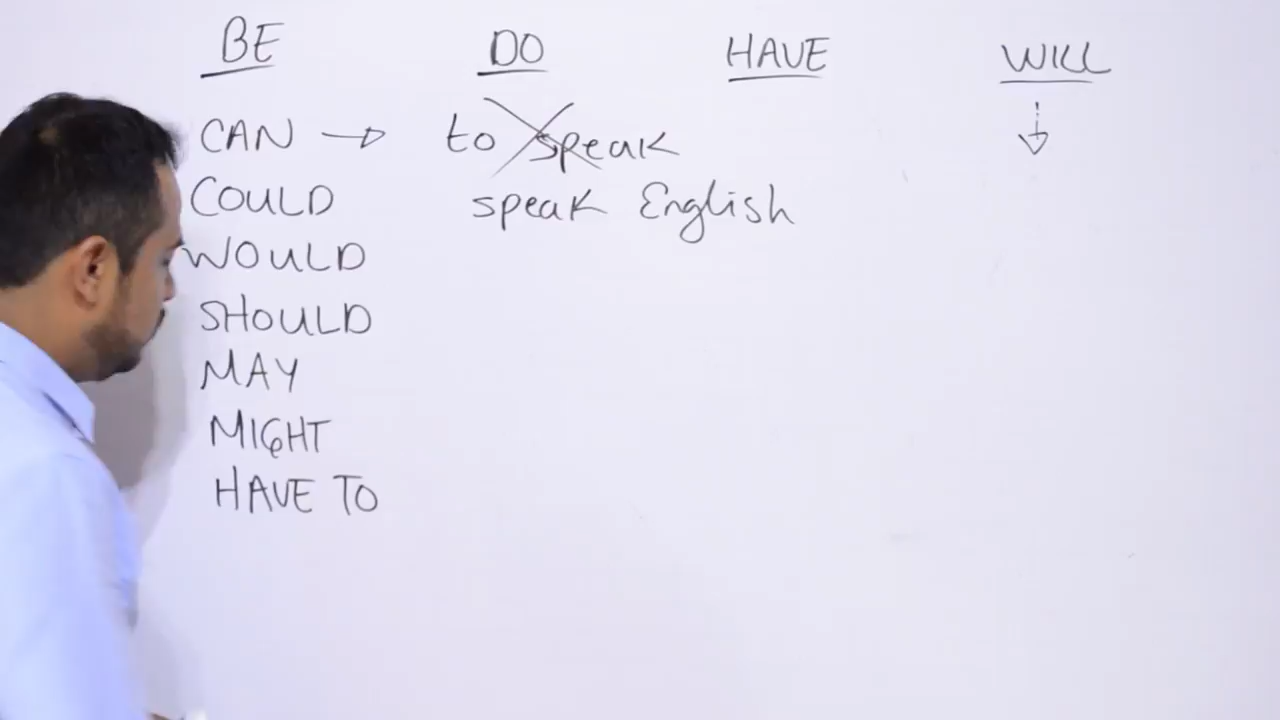 BE DO HAVE WILL
CAN → to speak
COULD speak English
WOULD
SHOULD
MAY
MIGHT
HAVE TO